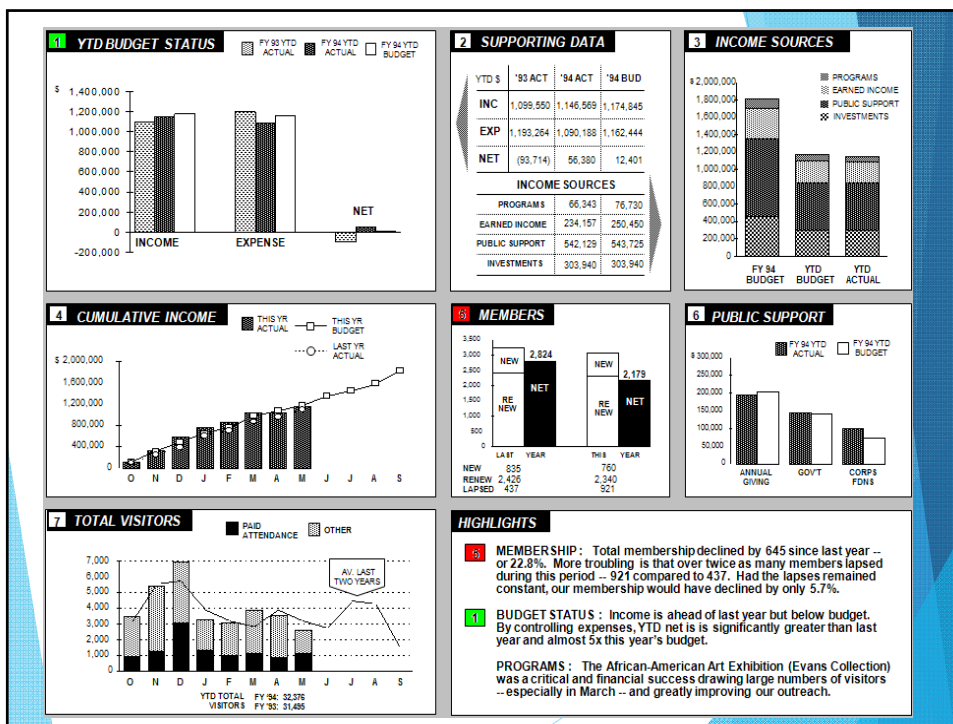 1 YTD BUDGET STATUS
FY 93 YTD ACTUAL
FY 94 YTD ACTUAL
FY 94 YTD BUDGET
$
1,400,000
1,200,000
1,000,000
800,000
600,000
400,000
200,000
0
-200,000
INCOME EXPENSE NET
2 SUPPORTING DATA
YTD $ '93 ACT '94 ACT '94 BUD
INC 1,099,550 1,146,569 1,174,845
EXP 1,193,264 1,090,188 1,162,444
NET (93,714) 56,380 12,401
INCOME SOURCES
PROGRAMS 66,343 76,730
EARNED INCOME 234,157 250,450
PUBLIC SUPPORT 542,129 543,725
INVESTMENTS 303,940 303,940
3 INCOME SOURCES
$ 2,000,000
1,800,000
1,600,000
1,400,000
1,200,000
1,000,000
800,000
600,000
400,000
200,000
0
PROGRAMS
EARNED INCOME
PUBLIC SUPPORT
INVESTMENTS
FY 94 YTD YTD
BUDGET BUDGET ACTUAL
4 CUMULATIVE INCOME
THIS YR ACTUAL
THIS YR BUDGET
LAST YR ACTUAL
$ 2,000,000
1,600,000
1,200,000
800,000
400,000
0
O N D J F M A M J J A S
5 MEMBERS
3,500
3,000
2,500
2,000
1,500
1,000
500
0
NEW 2,824
RE NEW
NET
NEW
2,179
RE NEW
NET
LAST YEAR THIS YEAR
NEW 835 760
RENEW 2,426 2,340
LAPSED 437 921
6 PUBLIC SUPPORT
FY 94 YTD ACTUAL
FY 94 YTD BUDGET
$ 300,000
250,000
200,000
150,000
100,000
50,000
0
ANNUAL GOV'T CORPS
GIVING FDNS
7 TOTAL VISITORS
PAID ATTENDANCE
OTHER
7,000
6,000
5,000
4,000
3,000
2,000
1,000
0
AV. LAST
TWO YEARS
O N D J F M A M J J A S
YTD TOTAL FY '94: 32,376
VISITORS FY '93: 31,495
HIGHLIGHTS
5 MEMBERSHIP : Total membership declined by 645 since last year --
or 22.8%. More troubling is that over twice as many members lapsed
during this period -- 921 compared to 437. Had the lapses remained
constant, our membership would have declined by only 5.7%.
1 BUDGET STATUS : Income is ahead of last year but below budget.
By controlling expenses, YTD net is is significantly greater than last
year and almost 5x this year's budget.
PROGRAMS : The African-American Art Exhibition (Evans Collection)
was a critical and financial success drawing large numbers of visitors
-- especially in March -- and greatly improving our outreach.